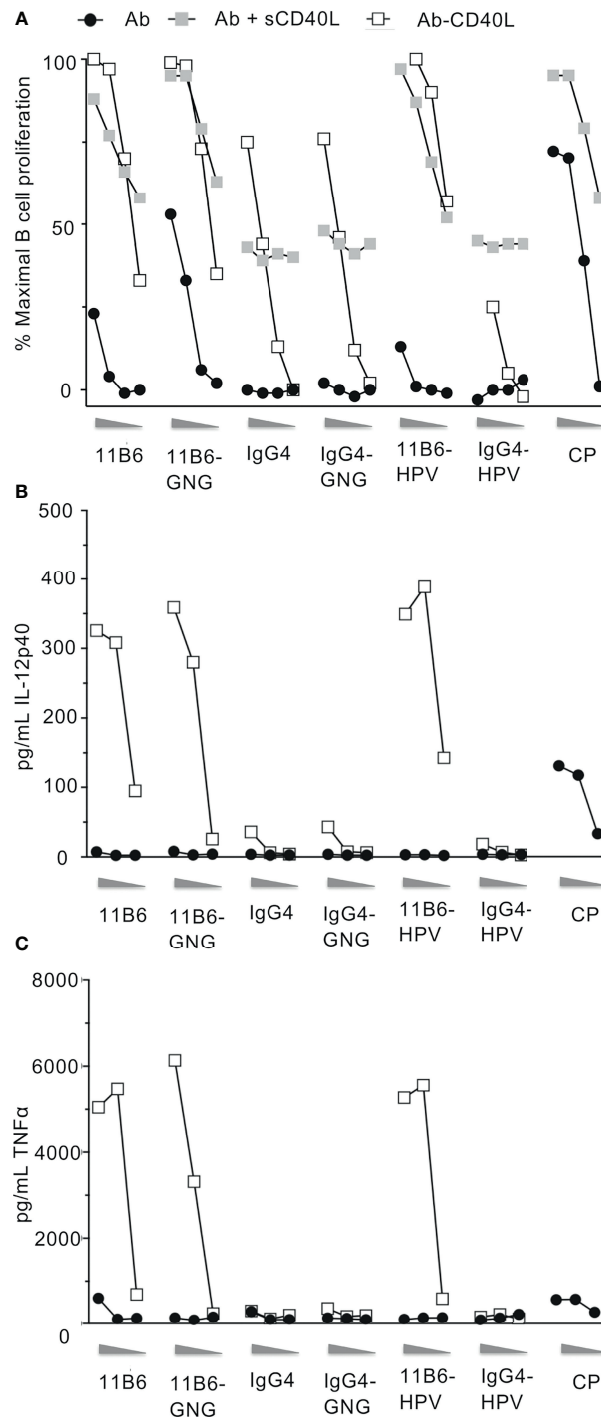 A
Ab
Ab + sCD40L
Ab-CD40L
% Maximal B cell proliferation
100
75
50
25
0
11B6
11B6-
GNG
IgG4
IgG4-
GNG
11B6-
HPV
IgG4-
HPV
CP
B
pg/mL IL-12p40
500
400
300
200
100
0
11B6
11B6-
GNG
IgG4
IgG4-
GNG
11B6-
HPV
IgG4-
HPV
CP
C
pg/mL TNFα
8000
6000
4000
2000
0
11B6
11B6-
GNG
IgG4
IgG4-
GNG
11B6-
HPV
IgG4-
HPV
CP